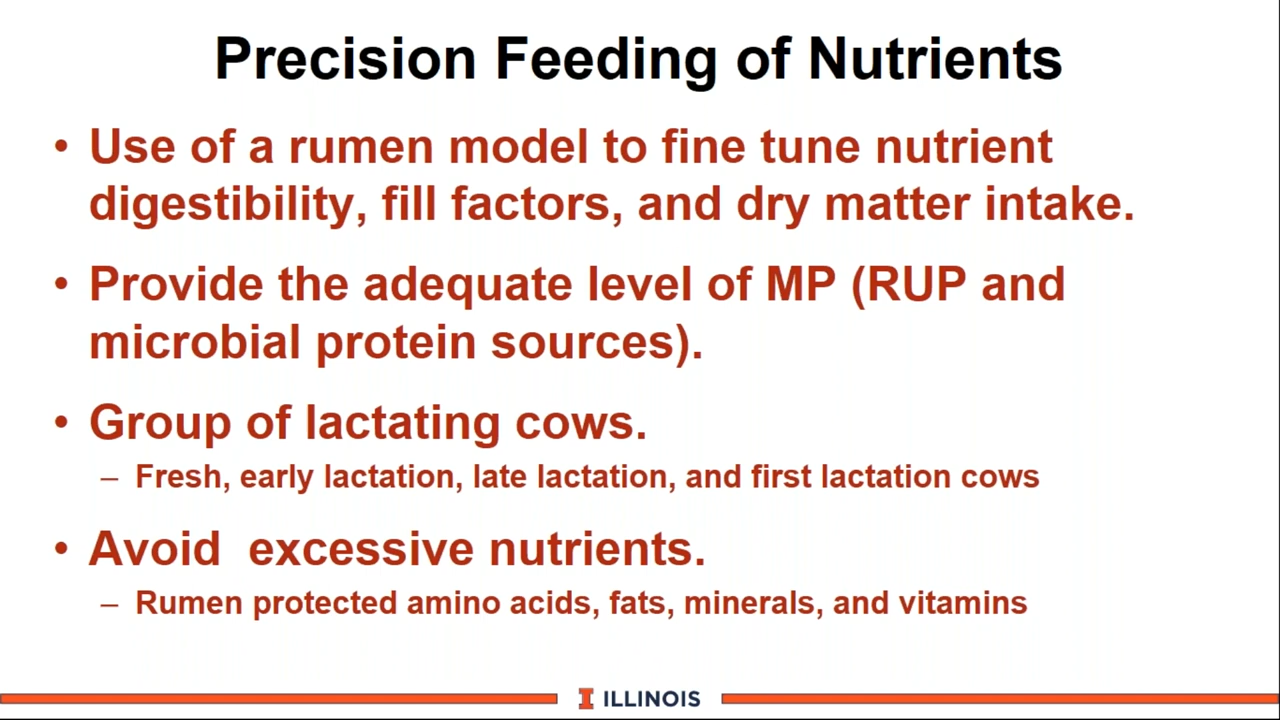 Precision Feeding of Nutrients
• Use of a rumen model to fine tune nutrient
digestibility, fill factors, and dry matter intake.
• Provide the adequate level of MP (RUP and
microbial protein sources).
• Group of lactating cows.
– Fresh, early lactation, late lactation, and first lactation cows
• Avoid  excessive nutrients.
– Rumen protected amino acids, fats, minerals, and vitamins
I ILLINOIS